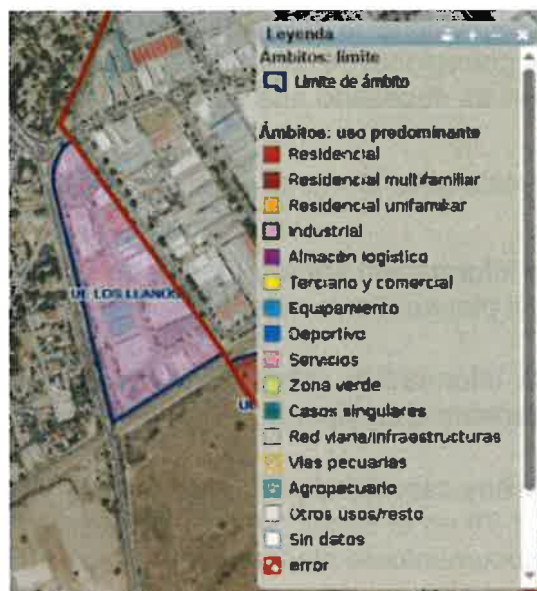 Leyenda
Ámbitos: límite
Límite de ámbito
Ámbitos: uso predominante
Residencial
Residencial multifamiliar
Residencial unifamiliar
Industrial
Almacén logístico
Terciario y comercial
Equipamiento
Deportivo
Servicios
Zona verde
Casos singulares
Red viaria/infraestructuras
Vías pecuarias
Agropecuario
Otros usos/resto
Sin datos
error
UE LOS LLANOS